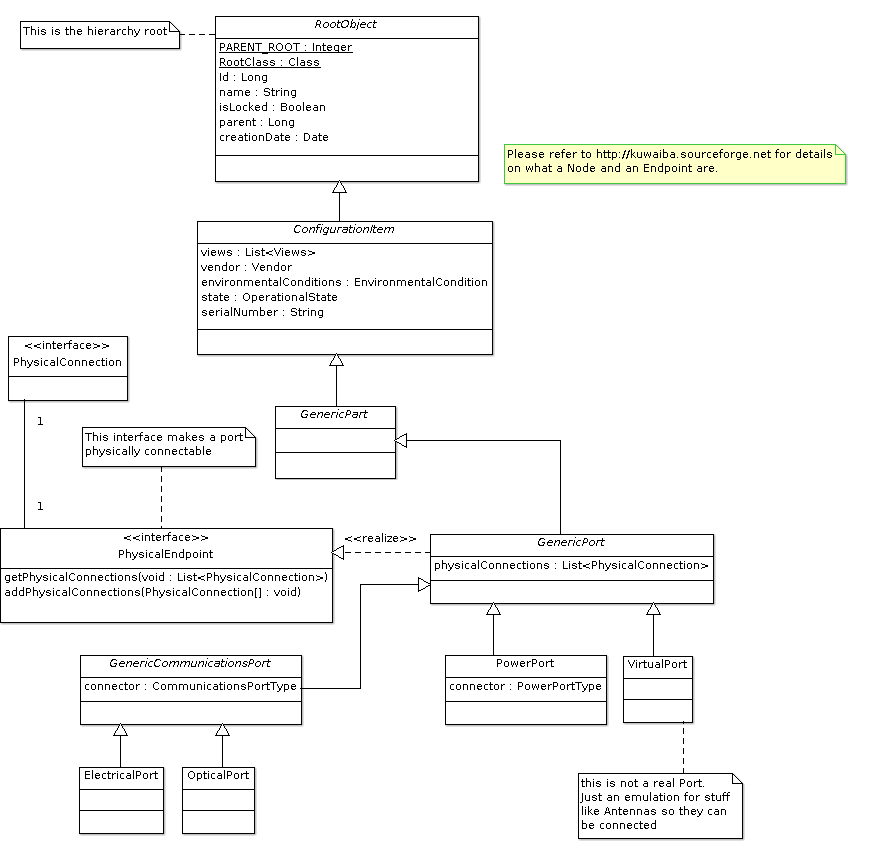 RootObject
This is the hierarchy root
PARENT_ROOT : Integer
RootClass : Class
Id : Long
name : String
isLocked : Boolean
parent : Long
creationDate : Date
Please refer to http://kuwaiba.sourceforge.net for details
on what a Node and an Endpoint are.
ConfigurationItem
views : List<Views>
vendor : Vendor
environmentalConditions : EnvironmentalCondition
state : OperationalState
serialNumber : String
<<interface>>
PhysicalConnection
GenericPart
1
This interface makes a port
physically connectable
1
<<interface>>
PhysicalEndpoint
getPhysicalConnections(void : List<PhysicalConnection>)
addPhysicalConnections(PhysicalConnection[] : void)
<<realize>>
GenericPort
physicalConnections : List<PhysicalConnection>
GenericCommunicationsPort
connector : CommunicationsPortType
PowerPort
connector : PowerPortType
VirtualPort
ElectricalPort
OpticalPort
this is not a real Port.
Just an emulation for stuff
like Antennas so they can
be connected